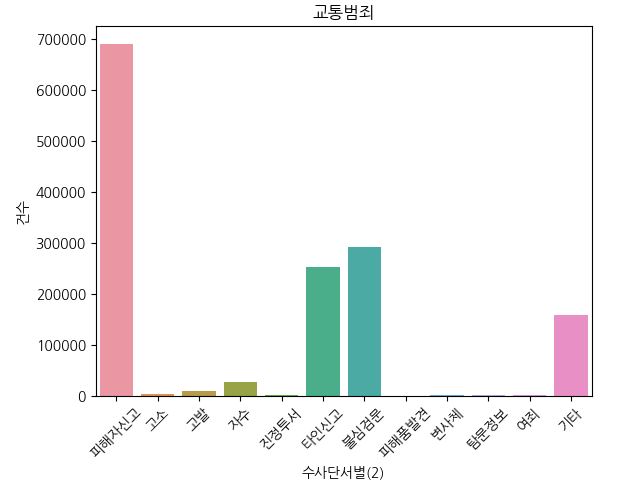 교통범죄
700000
600000
500000
400000
300000
200000
100000
0
건수
피해자신고
고소
고발
자수
진정투서
타인신고
불심검문
피해품발견
변사체
탐문정보
여죄
기타
수사단서별(2)